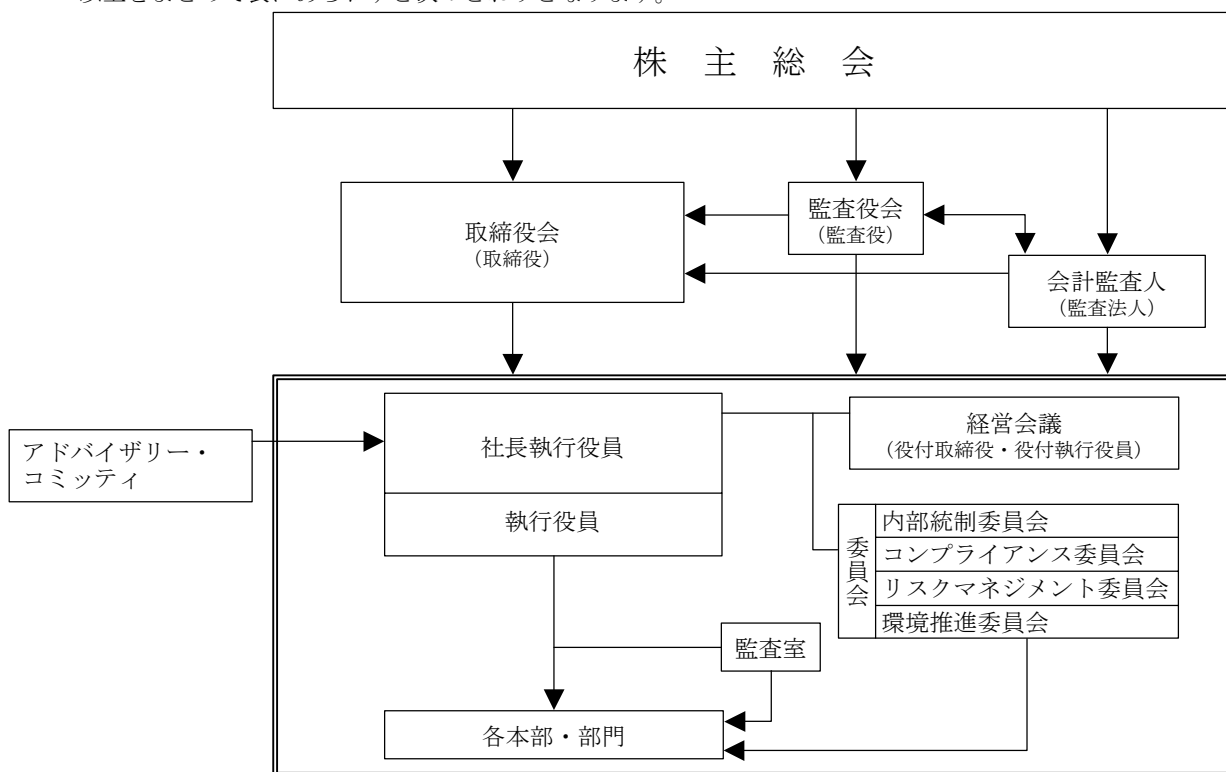 株　主　総　会
取締役会
（取締役）
監査役会
（監査役）
会計監査人
（監査法人）
アドバイザリー・
コミッティ
社長執行役員
執行役員
経営会議
（役付取締役・役付執行役員）
委員会
内部統制委員会
コンプライアンス委員会
リスクマネジメント委員会
環境推進委員会
監査室
各本部・部門